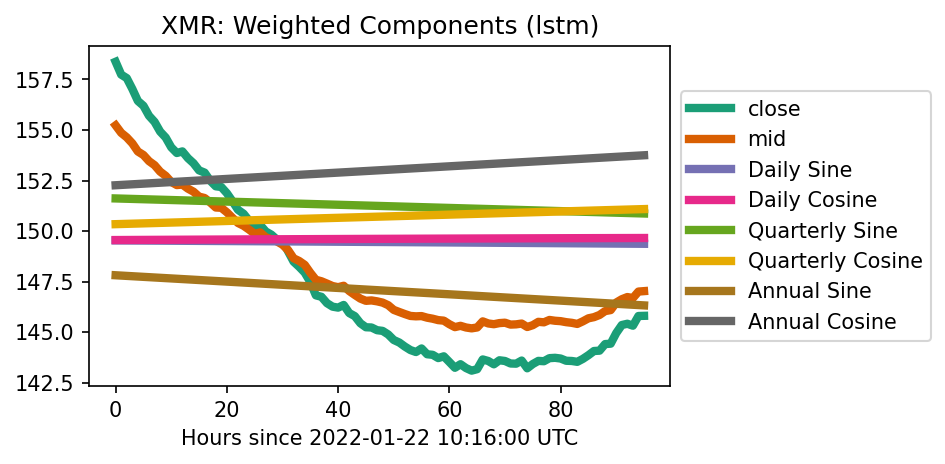 XMR: Weighted Components (lstm)
157.5
155.0
152.5
150.0
147.5
145.0
142.5
0
20
40
60
80
Hours since 2022-01-22 10:16:00 UTC
close
mid
Daily Sine
Daily Cosine
Quarterly Sine
Quarterly Cosine
Annual Sine
Annual Cosine